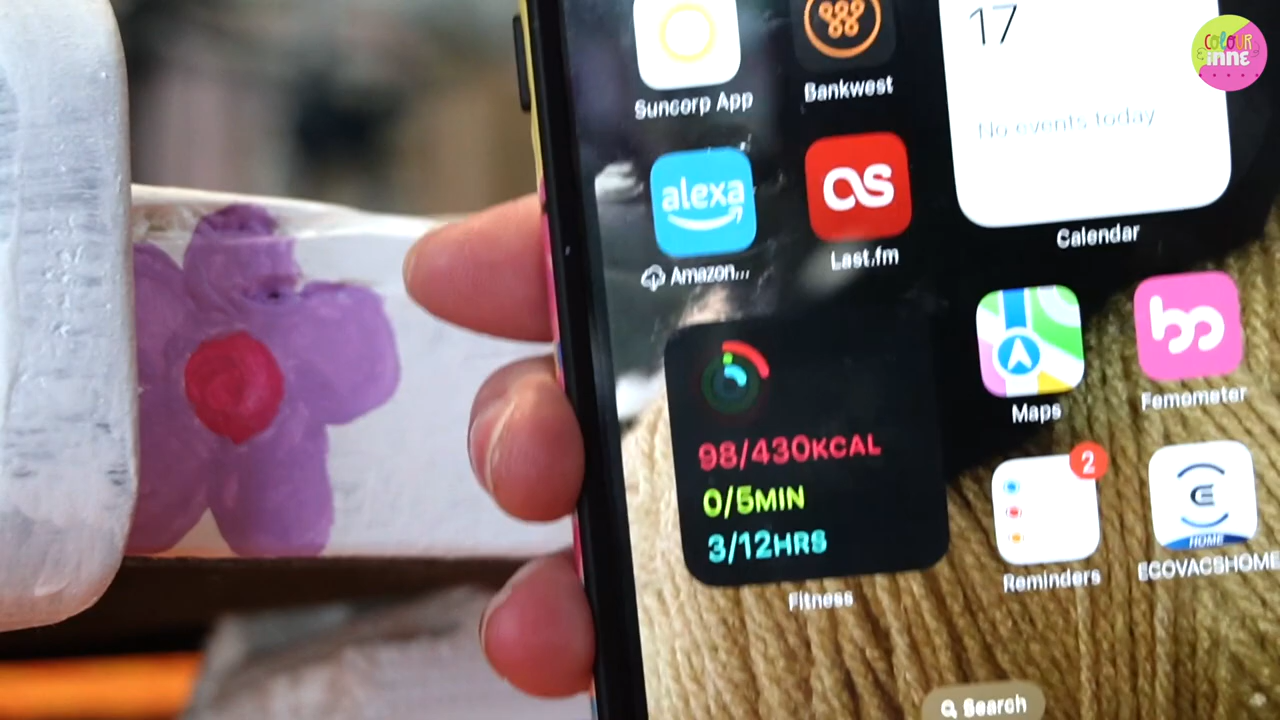 COLOUR
inne
17
Suncorp App
Bankwest
No events today
alexa
as
Amazon...
Last.fm
Calendar
98/430KCAL
0/5MIN
3/12HRS
Fitness
Maps
Femometer
2
Reminders
HOME
ECOVACSHOME
Search